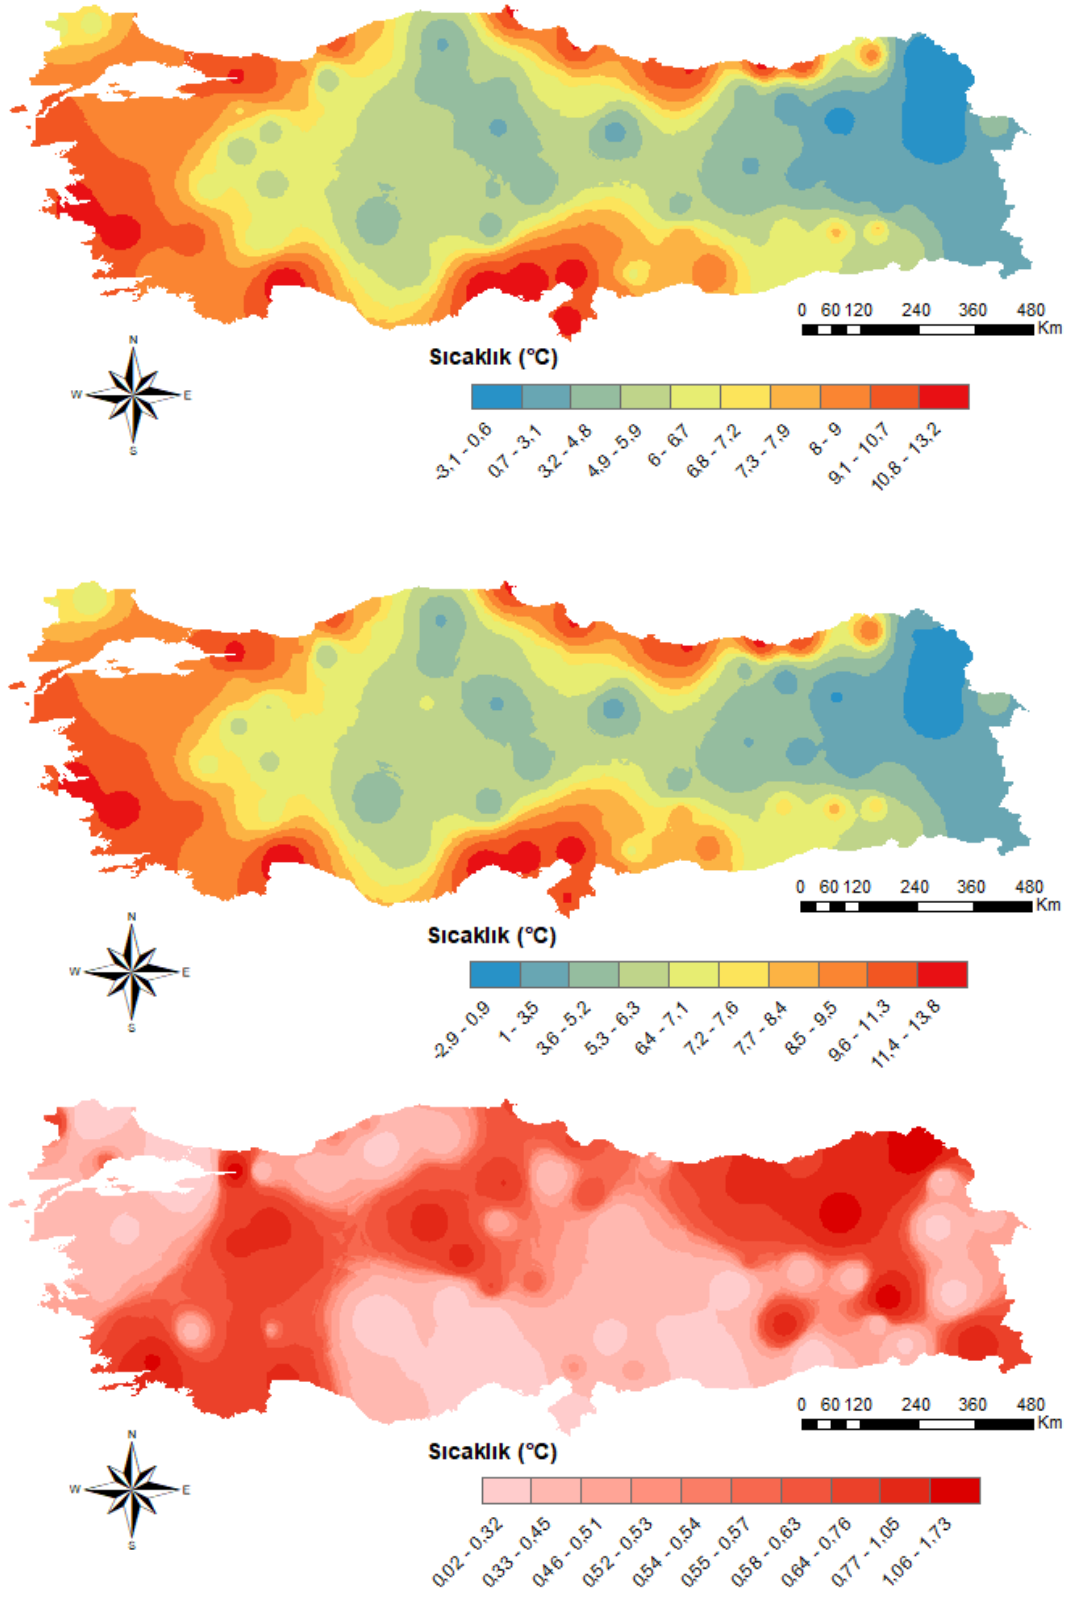 0 60 120 240 360 480
Km
N
W E
S
Sıcaklık (°C)
-3,1 - 0,6 0,7 - 3,1 3,2 - 4,8 4,9 - 5,9 6 - 6,7 6,8 - 7,2 7,3 - 7,9 8 - 9 9,1 - 10,7 10,8 - 13,2
0 60 120 240 360 480
Km
N
W E
S
Sıcaklık (°C)
-2,9 - 0,9 1 - 3,5 3,6 - 5,2 5,3 - 6,3 6,4 - 7,1 7,2 - 7,6 7,7 - 8,4 8,5 - 9,5 9,6 - 11,3 11,4 - 13,8
0 60 120 240 360 480
Km
N
W E
S
Sıcaklık (°C)
0,02 - 0,32 0,33 - 0,45 0,46 - 0,51 0,52 - 0,53 0,54 - 0,54 0,55 - 0,57 0,58 - 0,63 0,64 - 0,76 0,77 - 1,05 1,06 - 1,73